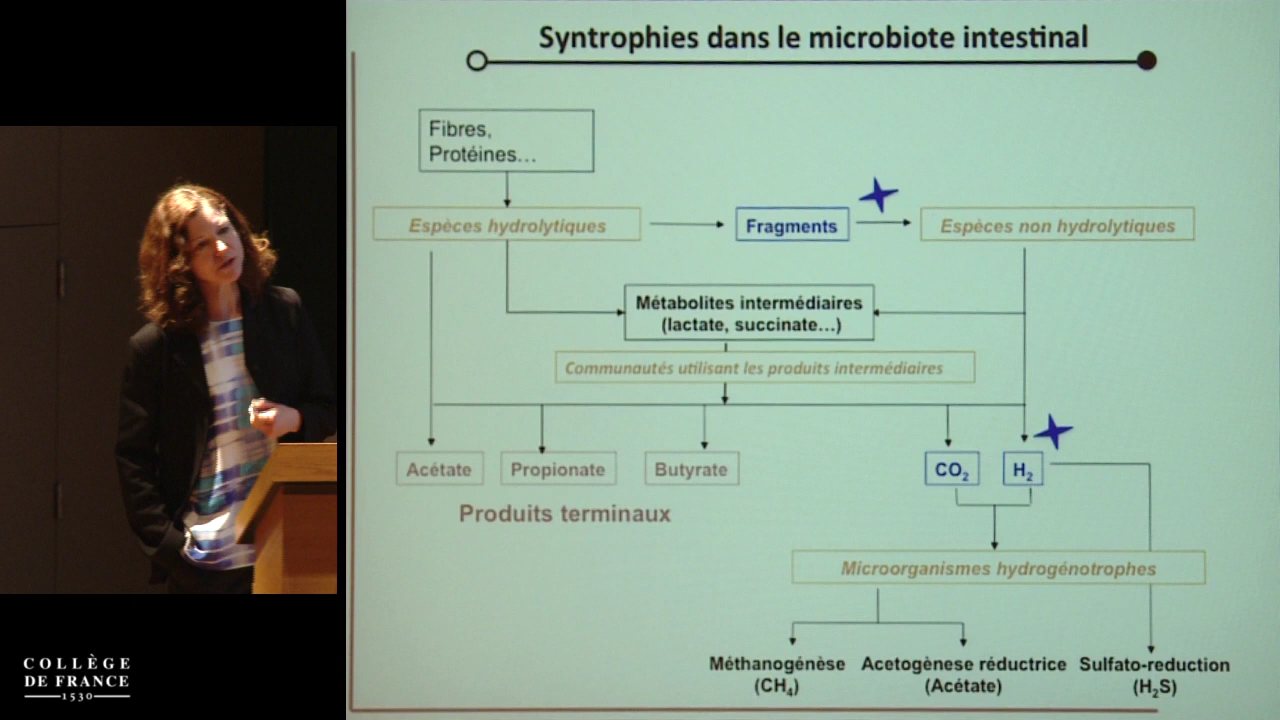 Syntrophies dans le microbiote intestinal
Fibres,
Protéines...
Espèces hydrolytiques
Fragments
Espèces non hydrolytiques
Métabolites intermédiaires
(lactate, succinate...)
Communautés utilisant les produits intermédiaires
Acétate
Propionate
Butyrate
CO₂
H₂
Produits terminaux
Microorganismes hydrogénotrophes
Méthanogénèse
(CH₄)
Acetogènese réductrice
(Acétate)
Sulfato-reduction
(H₂S)
COLLÈGE
DE FRANCE
1530